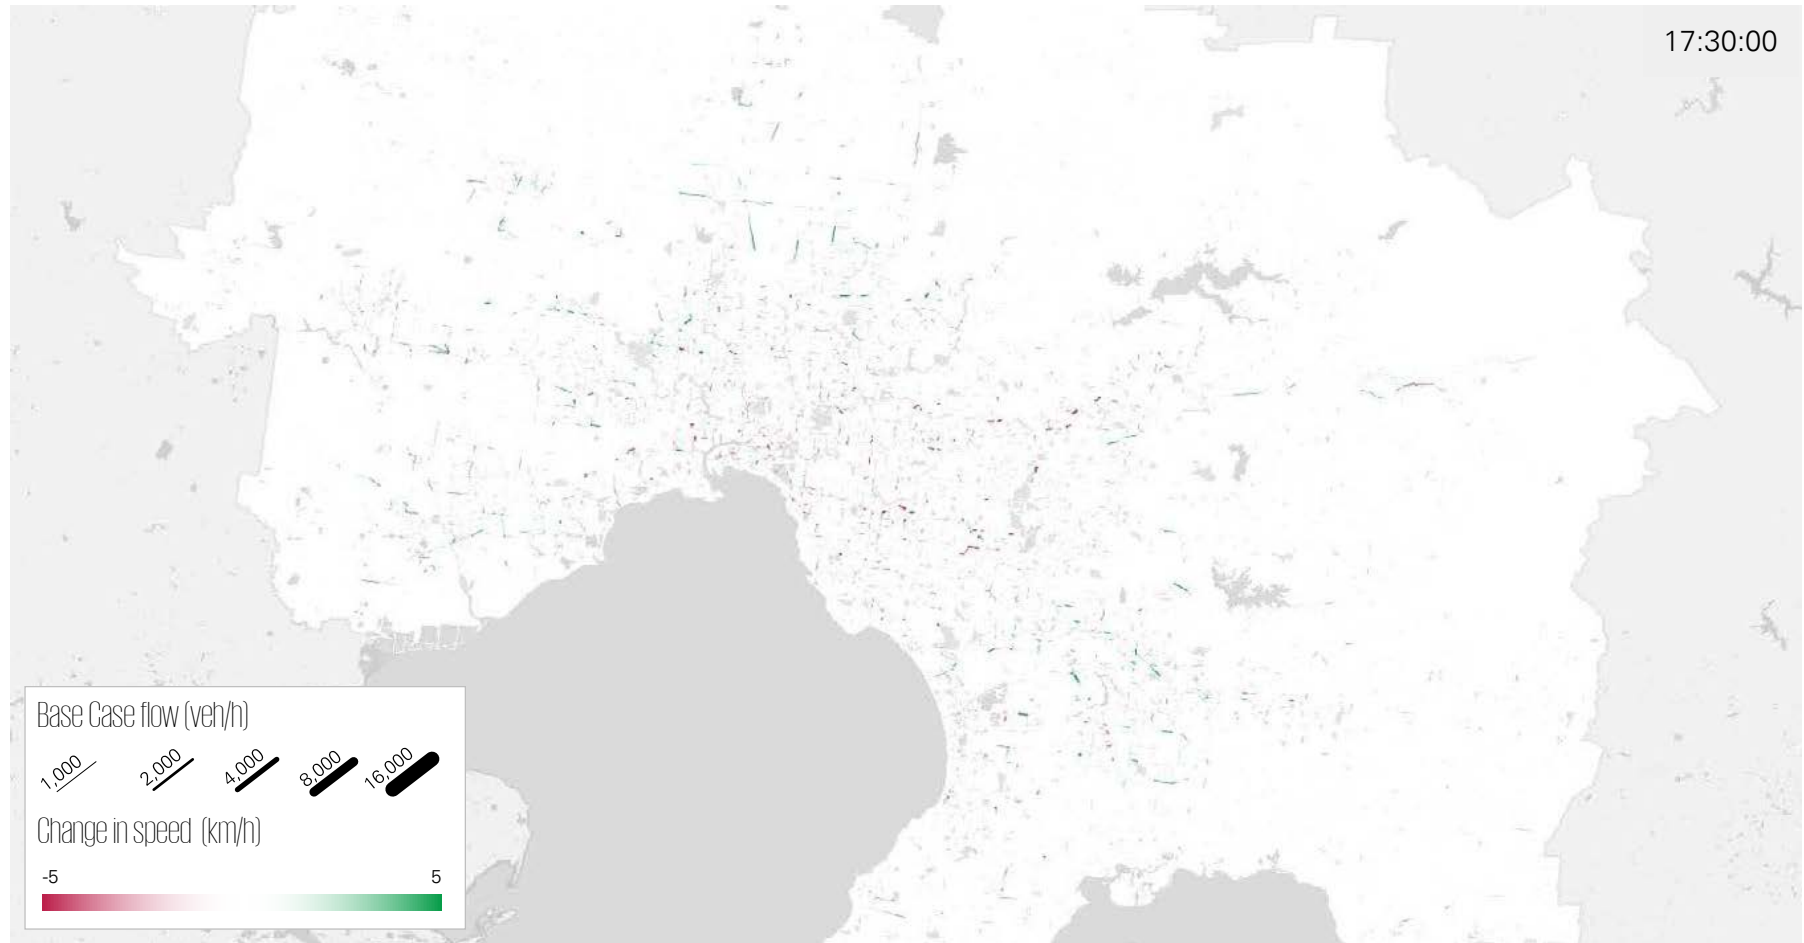 17:30:00
Base Case flow (veh/h)
1,000 2,000 4,000 8,000 16,000
Change in speed (km/h)
-5 5